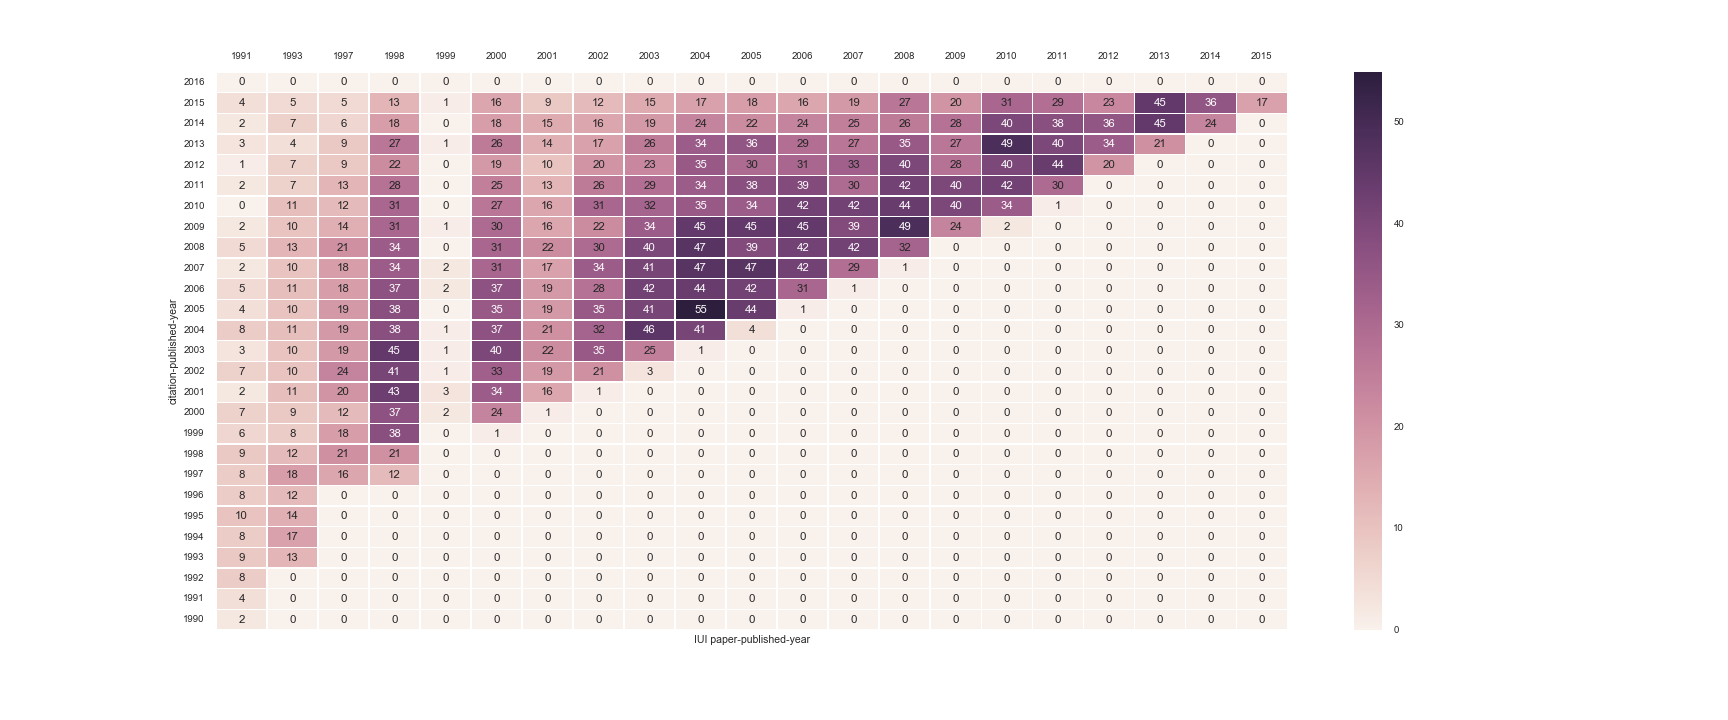 1991 1993 1997 1998 1999 2000 2001 2002 2003 2004 2005 2006 2007 2008 2009 2010 2011 2012 2013 2014 2015
2016 0 0 0 0 0 0 0 0 0 0 0 0 0 0 0 0 0 0 0 0 0
2015 4 5 5 13 1 16 9 12 15 17 18 16 19 27 20 31 29 23 45 36 17
2014 2 7 6 18 0 18 15 16 19 24 22 24 25 26 28 40 38 36 45 24 0
50
2013 3 4 9 27 1 26 14 17 26 34 36 29 27 35 27 49 40 34 21 0 0
2012 1 7 9 22 0 19 10 20 23 35 30 31 33 40 28 40 44 20 0 0 0
2011 2 7 13 28 0 25 13 26 29 34 38 39 30 42 40 42 30 0 0 0 0
2010 0 11 12 31 0 27 16 31 32 35 34 42 42 44 40 34 1 0 0 0 0
2009 2 10 14 31 1 30 16 22 34 45 45 45 39 49 24 2 0 0 0 0 0
40
2008 5 13 21 34 0 31 22 30 40 47 39 42 42 32 0 0 0 0 0 0 0
2007 2 10 18 34 2 31 17 34 41 47 47 42 29 1 0 0 0 0 0 0 0
2006 5 11 18 37 2 37 19 28 42 44 42 31 1 0 0 0 0 0 0 0 0
2005 4 10 19 38 0 35 19 35 41 55 44 1 0 0 0 0 0 0 0 0 0
30
2004 8 11 19 38 1 37 21 32 46 41 4 0 0 0 0 0 0 0 0 0 0
citation-published-year
2003 3 10 19 45 1 40 22 35 25 1 0 0 0 0 0 0 0 0 0 0 0
2002 7 10 24 41 1 33 19 21 3 0 0 0 0 0 0 0 0 0 0 0 0
2001 2 11 20 43 3 34 16 1 0 0 0 0 0 0 0 0 0 0 0 0 0
2000 7 9 12 37 2 24 1 0 0 0 0 0 0 0 0 0 0 0 0 0 0
20
1999 6 8 18 38 0 1 0 0 0 0 0 0 0 0 0 0 0 0 0 0 0
1998 9 12 21 21 0 0 0 0 0 0 0 0 0 0 0 0 0 0 0 0 0
1997 8 18 16 12 0 0 0 0 0 0 0 0 0 0 0 0 0 0 0 0 0
1996 8 12 0 0 0 0 0 0 0 0 0 0 0 0 0 0 0 0 0 0 0
1995 10 14 0 0 0 0 0 0 0 0 0 0 0 0 0 0 0 0 0 0 0
10
1994 8 17 0 0 0 0 0 0 0 0 0 0 0 0 0 0 0 0 0 0 0
1993 9 13 0 0 0 0 0 0 0 0 0 0 0 0 0 0 0 0 0 0 0
1992 8 0 0 0 0 0 0 0 0 0 0 0 0 0 0 0 0 0 0 0 0
1991 4 0 0 0 0 0 0 0 0 0 0 0 0 0 0 0 0 0 0 0 0
1990 2 0 0 0 0 0 0 0 0 0 0 0 0 0 0 0 0 0 0 0 0
0
IUI paper-published-year